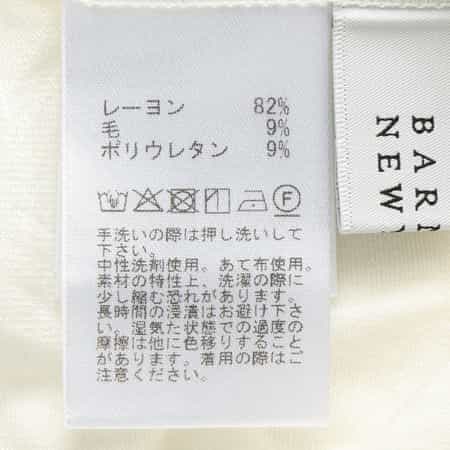 レーヨン 82%
毛 9%
ポリウレタン 9%
F
手洗いの際は押し洗いして
下さい。
中性洗剤使用。あて布使用。
素材の特性上、洗濯の際に
少し縮む恐れがあります。
長時間の浸漬はお避け下さ
い。湿気た状態での過度の
摩擦は他に色移りすること
があります。着用の際はご
注意ください。
BAR
NEW